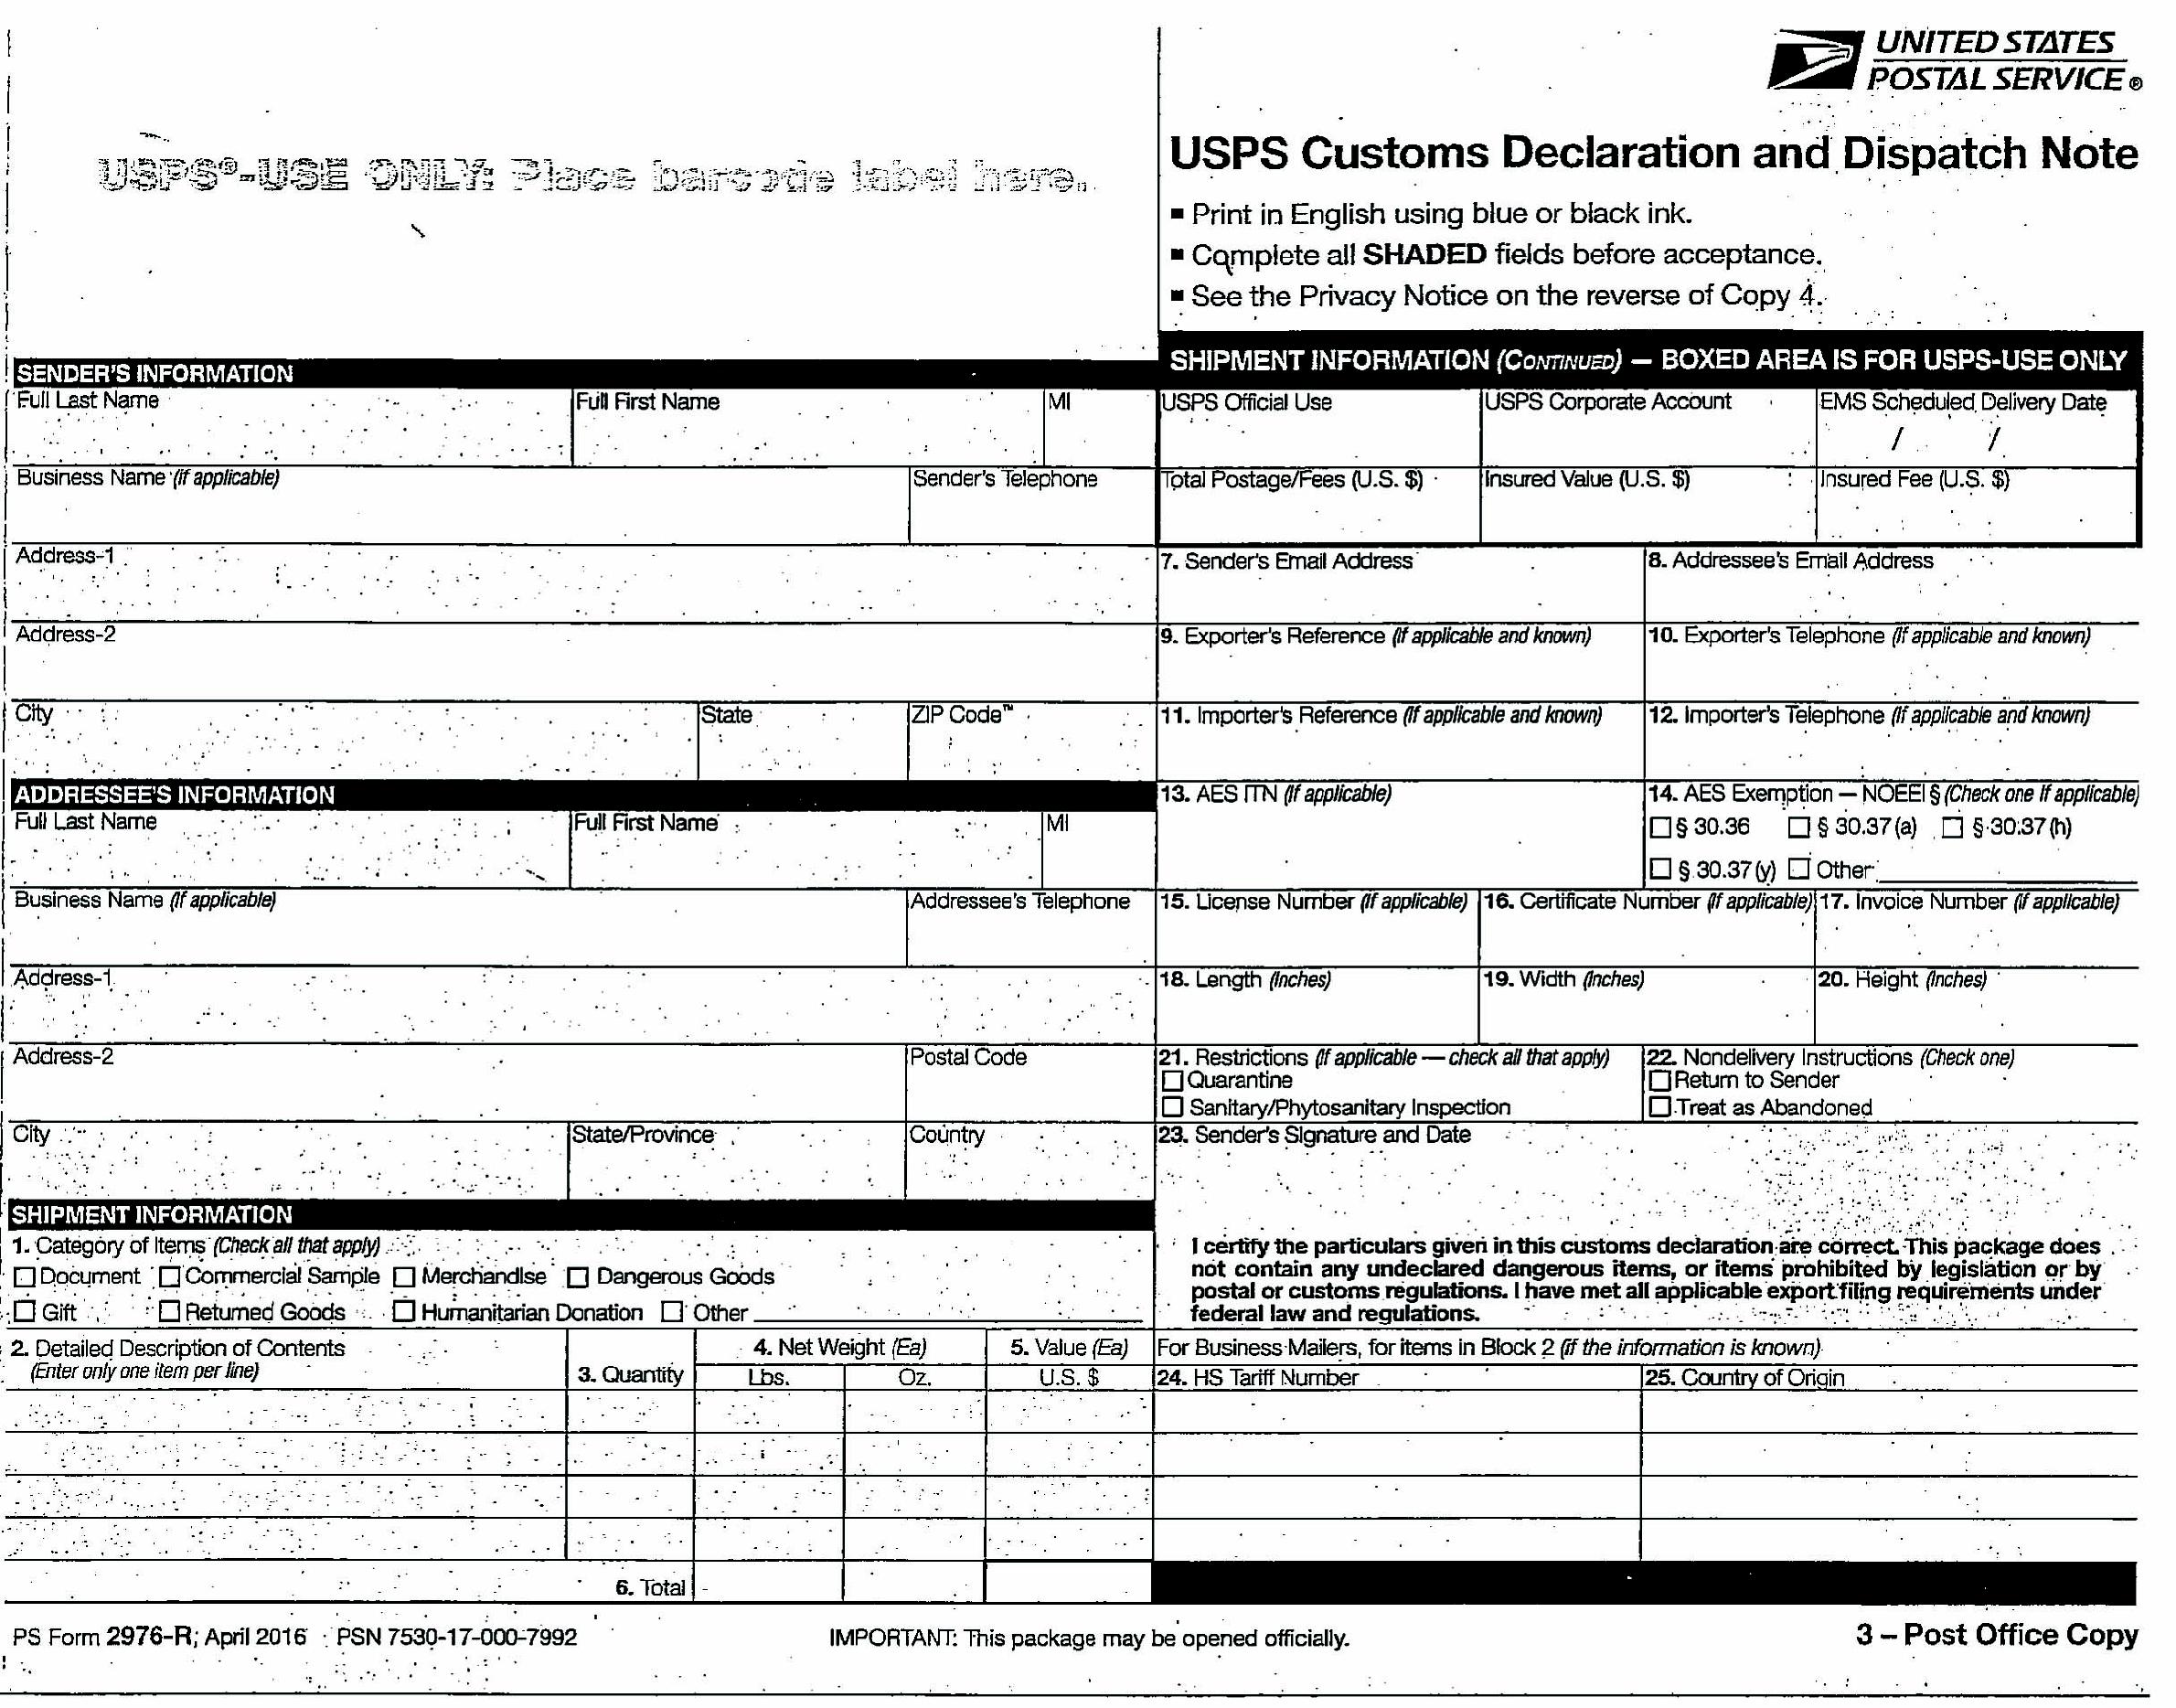 UNITED STATES
POSTAL SERVICE®
USPS®-USE ONLY: Place barcode label here.
USPS Customs Declaration and Dispatch Note
▪ Print in English using blue or black ink.
▪ Complete all SHADED fields before acceptance.
▪ See the Privacy Notice on the reverse of Copy 4.
SENDER'S INFORMATION
Full Last Name Full First Name MI
Business Name (if applicable) Sender's Telephone
Address-1
Address-2
City State ZIP Code™
ADDRESSEE'S INFORMATION
Full Last Name Full First Name MI
Business Name (if applicable) Addressee's Telephone
Address-1
Address-2 Postal Code
City State/Province Country
SHIPMENT INFORMATION
1. Category of Items (Check all that apply)
☐ Document ☐ Commercial Sample ☐ Merchandise ☐ Dangerous Goods
☐ Gift ☐ Returned Goods ☐ Humanitarian Donation ☐ Other
2. Detailed Description of Contents
(Enter only one item per line)
3. Quantity
4. Net Weight (Ea)
Lbs. Oz.
5. Value (Ea)
U.S. $
6. Total
SHIPMENT INFORMATION (CONTINUED) — BOXED AREA IS FOR USPS-USE ONLY
USPS Official Use USPS Corporate Account EMS Scheduled Delivery Date
/ /
Total Postage/Fees (U.S. $) Insured Value (U.S. $) Insured Fee (U.S. $)
7. Sender's Email Address 8. Addressee's Email Address
9. Exporter's Reference (if applicable and known) 10. Exporter's Telephone (if applicable and known)
11. Importer's Reference (if applicable and known) 12. Importer's Telephone (if applicable and known)
13. AES ITN (if applicable) 14. AES Exemption — NOEEI § (Check one if applicable)
☐ § 30.36 ☐ § 30.37 (a) ☐ § 30.37 (h)
☐ § 30.37 (y) ☐ Other:
15. License Number (if applicable) 16. Certificate Number (if applicable) 17. Invoice Number (if applicable)
18. Length (Inches) 19. Width (Inches) 20. Height (Inches)
21. Restrictions (if applicable — check all that apply) 22. Nondelivery Instructions (Check one)
☐ Quarantine ☐ Return to Sender
☐ Sanitary/Phytosanitary Inspection ☐ Treat as Abandoned
23. Sender's Signature and Date
I certify the particulars given in this customs declaration are correct. This package does
not contain any undeclared dangerous items, or items prohibited by legislation or by
postal or customs regulations. I have met all applicable export filing requirements under
federal law and regulations.
For Business Mailers, for items in Block 2 (if the information is known)
24. HS Tariff Number 25. Country of Origin
PS Form 2976-R, April 2016 PSN 7530-17-000-7992 IMPORTANT: This package may be opened officially. 3 – Post Office Copy